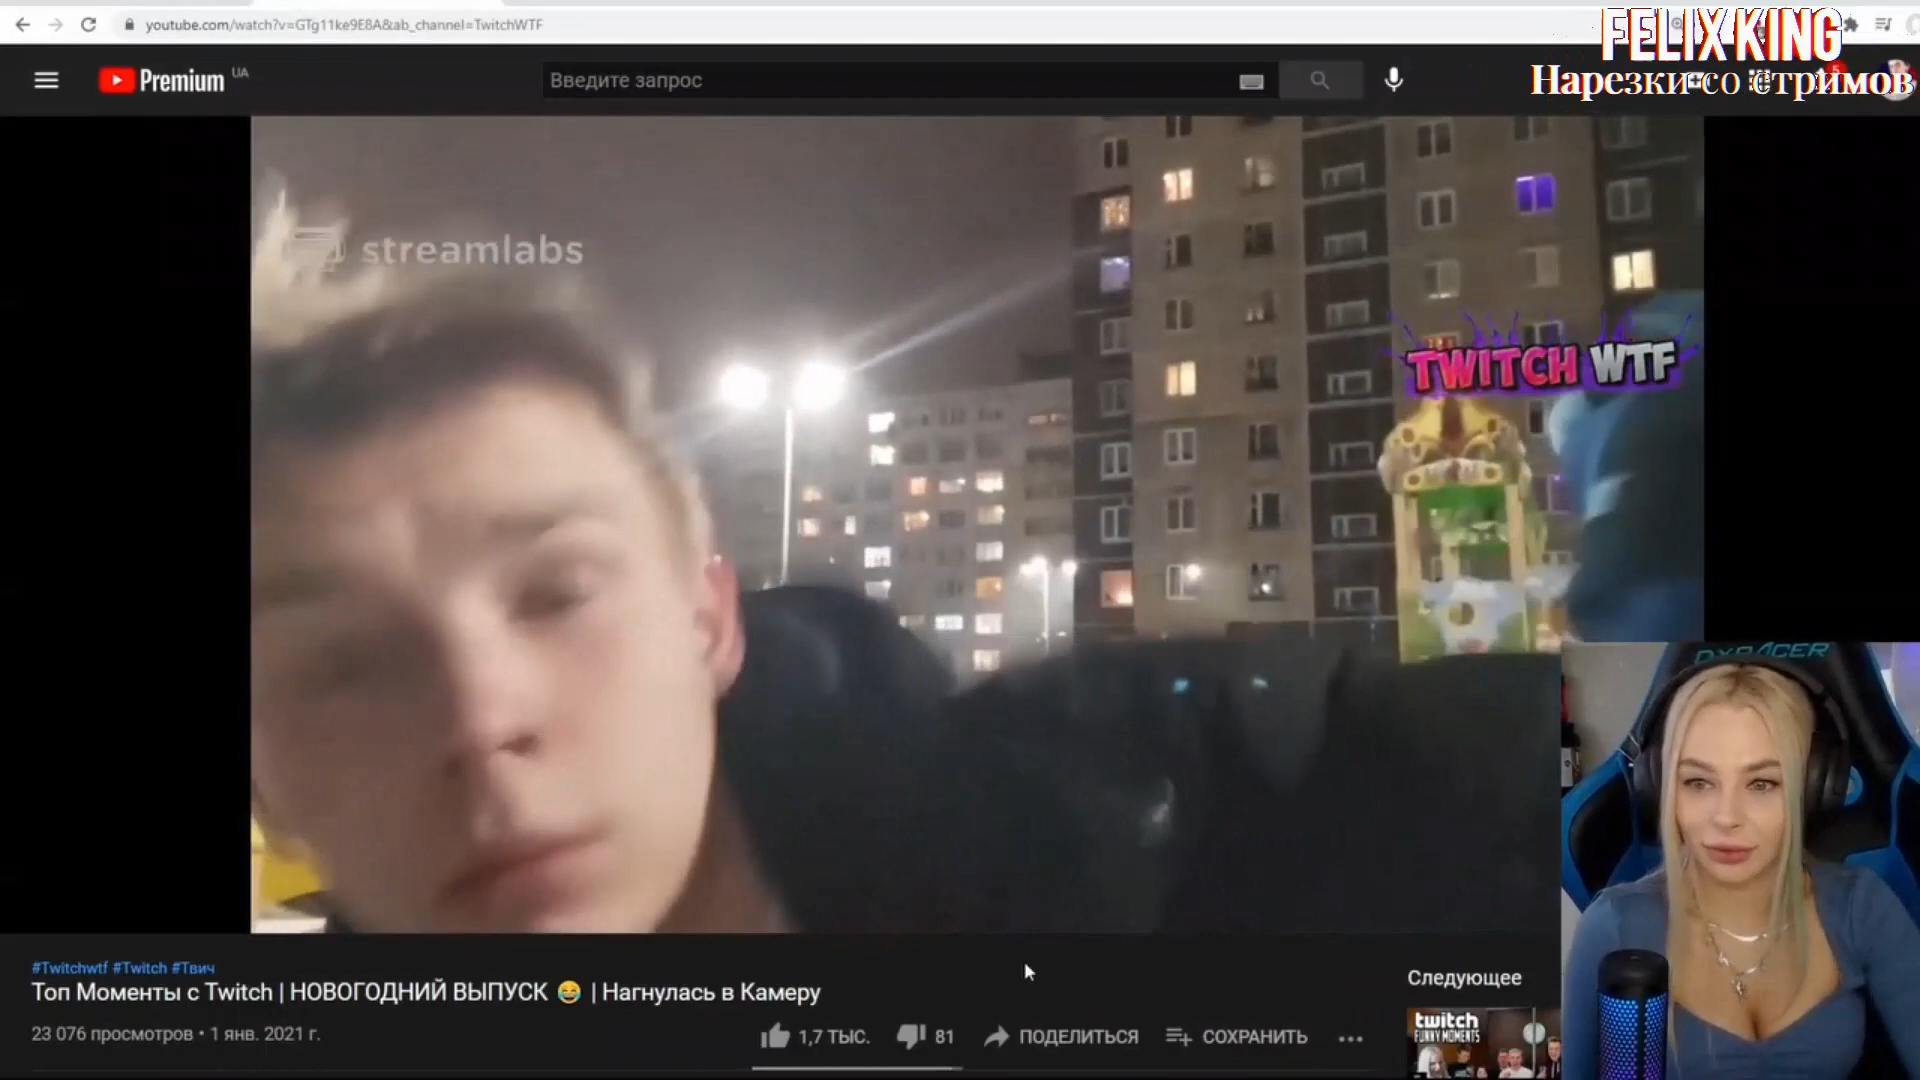 youtube.com/watch?v=GTg11ke9E8A&ab_channel=TwitchWTF
FELIX KING
Нарезки со стримов
Premium UA
Введите запрос
5
streamlabs
TWITCH WTF
DXRACER
#Twitchwtf #Twitch #Твич
Топ Моменты с Twitch | НОВОГОДНИЙ ВЫПУСК 😂 | Нагнулась в Камеру
23 076 просмотров • 1 янв. 2021 г.
1,7 ТЫС.
81
ПОДЕЛИТЬСЯ
СОХРАНИТЬ
Следующее
twitch
FUNNY MOMENTS